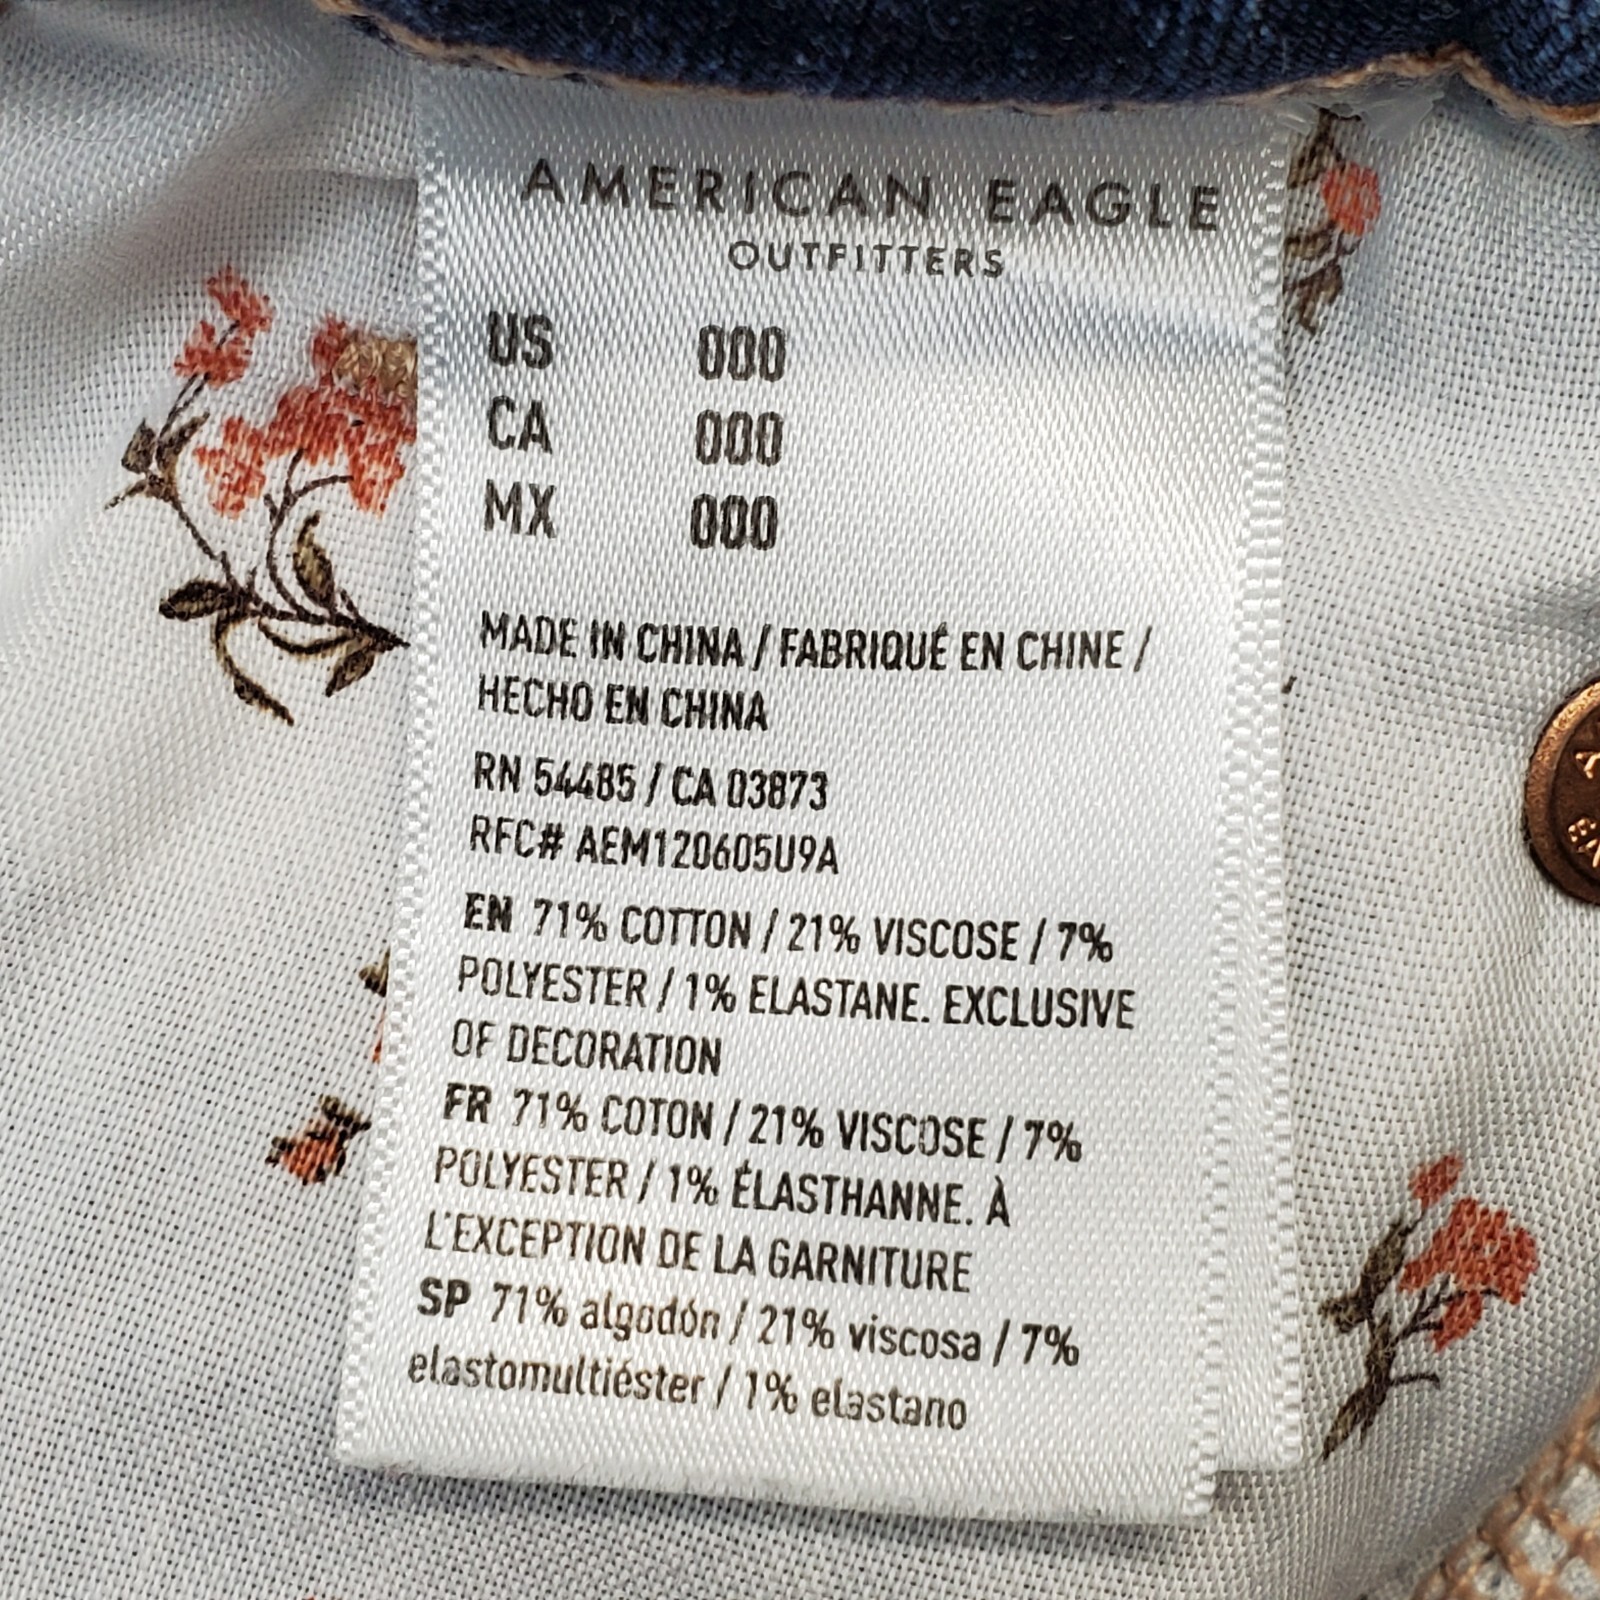 AMERICAN EAGLE
OUTFITTERS
US 000
CA 000
MX 000
MADE IN CHINA / FABRIQUÉ EN CHINE /
HECHO EN CHINA
RN 54485 / CA 03873
RFC# AEM120605U9A
EN 71% COTTON / 21% VISCOSE / 7%
POLYESTER / 1% ELASTANE. EXCLUSIVE
OF DECORATION
FR 71% COTON / 21% VISCOSE / 7%
POLYESTER / 1% ÉLASTHANNE. À
L'EXCEPTION DE LA GARNITURE
SP 71% algodón / 21% viscosa / 7%
elastomultiéster / 1% elastano